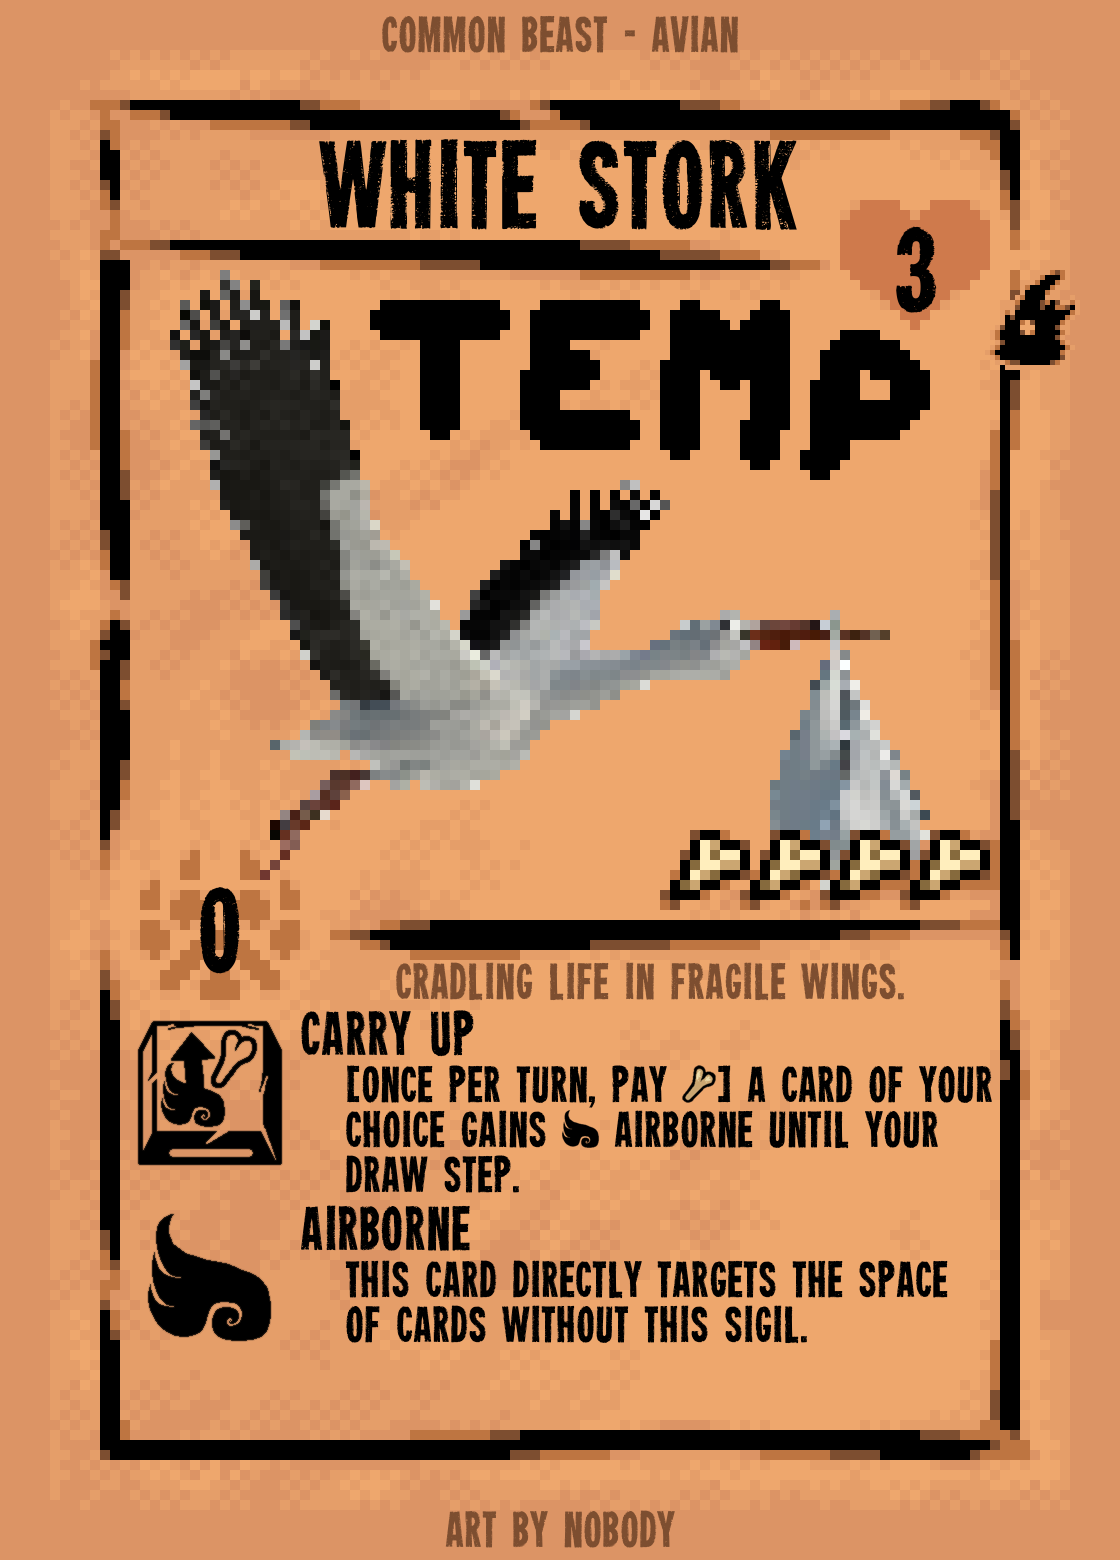 COMMON BEAST - AVIAN
WHITE STORK
3
TEMP
0
CRADLING LIFE IN FRAGILE WINGS.
CARRY UP
[ONCE PER TURN, PAY ] A CARD OF YOUR
CHOICE GAINS AIRBORNE UNTIL YOUR
DRAW STEP.
AIRBORNE
THIS CARD DIRECTLY TARGETS THE SPACE
OF CARDS WITHOUT THIS SIGIL.
ART BY NOBODY